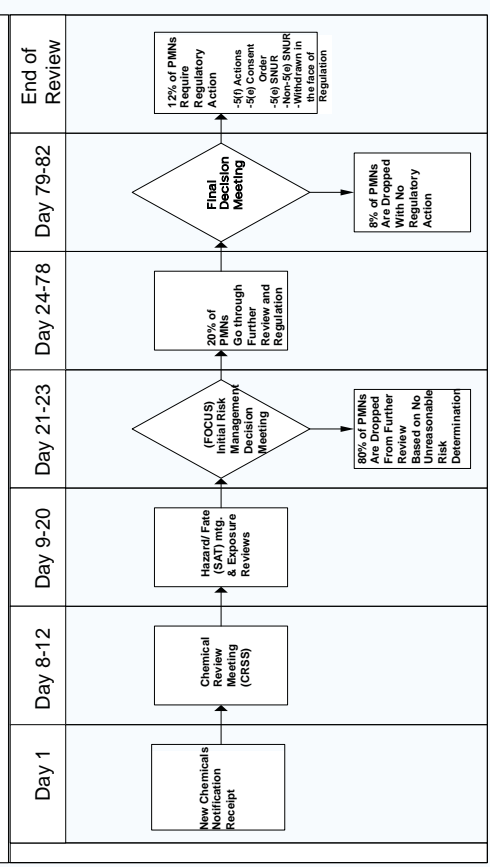 Day 1
Day 8-12
Day 9-20
Day 21-23
Day 24-78
Day 79-82
End of
Review
New Chemicals
Notification
Receipt
Chemical
Review
Meeting
(CRSS)
Hazard/ Fate
(SAT) mtg.
& Exposure
Reviews
(FOCUS)
Initial Risk
Management
Decision
Meeting
80% of PMNs
Are Dropped
From Further
Review
Based on No
Unreasonable
Risk
Determination
20% of
PMNs
Go through
Further
Review and
Regulation
Final
Decision
Meeting
8% of PMNs
Are Dropped
With No
Regulatory
Action
12% of PMNs
Require
Regulatory
Action
-5(f) Actions
-5(e) Consent
Order
-5(e) SNUR
-Non-5(e) SNUR
-Withdrawn in
the face of
Regulation